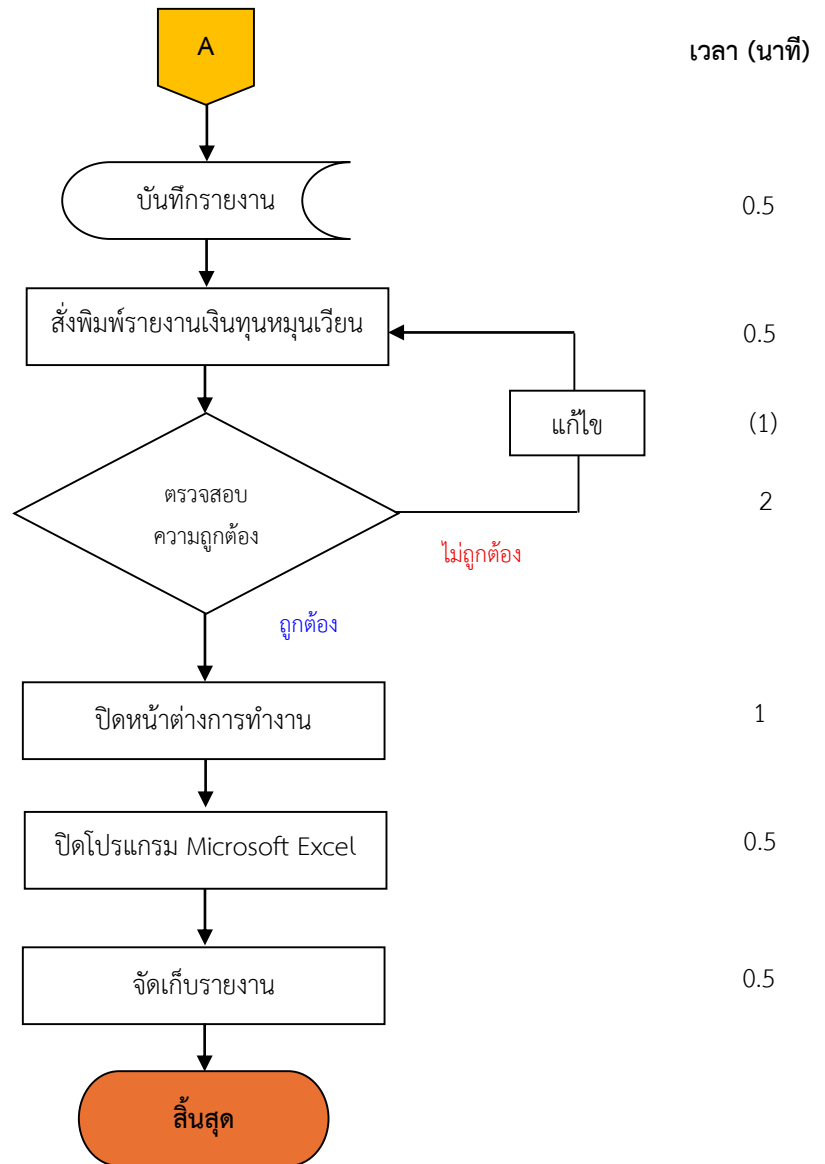 A
เวลา (นาที)
บันทึกรายงาน
0.5
สั่งพิมพ์รายงานเงินทุนหมุนเวียน
0.5
แก้ไข
(1)
ตรวจสอบ
ความถูกต้อง
2
ไม่ถูกต้อง
ถูกต้อง
ปิดหน้าต่างการทำงาน
1
ปิดโปรแกรม Microsoft Excel
0.5
จัดเก็บรายงาน
0.5
สิ้นสุด